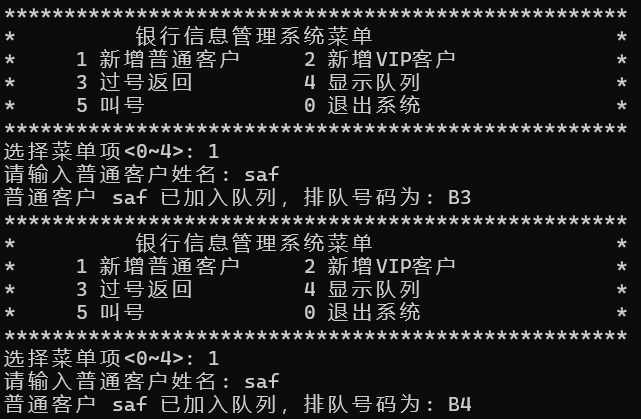 ****************************************************
*          银行信息管理系统菜单                    *
*     1 新增普通客户     2 新增VIP客户             *
*     3 过号返回         4 显示队列                *
*     5 叫号             0 退出系统                *
****************************************************
选择菜单项<0~4>: 1
请输入普通客户姓名: saf
普通客户 saf 已加入队列, 排队号码为: B3
****************************************************
*          银行信息管理系统菜单                    *
*     1 新增普通客户     2 新增VIP客户             *
*     3 过号返回         4 显示队列                *
*     5 叫号             0 退出系统                *
****************************************************
选择菜单项<0~4>: 1
请输入普通客户姓名: saf
普通客户 saf 已加入队列, 排队号码为: B4